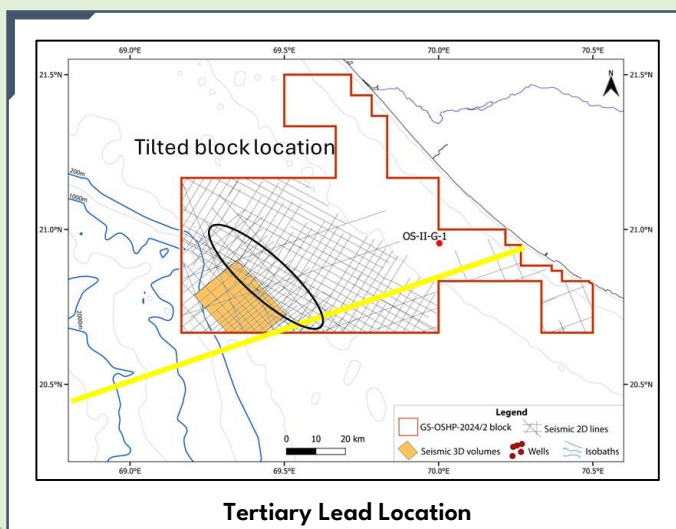 69.0°E 69.5°E 70.0°E 70.5°E
21.5°N 21.5°N
N
Tilted block location
200m
1000m
21.0°N 21.0°N
OS-II-G-1
2000m
20.5°N 20.5°N
Legend
GS-OSHP-2024/2 block Seismic 2D lines
Seismic 3D volumes Wells Isobaths
0 10 20 km
69.0°E 69.5°E 70.0°E 70.5°E
Tertiary Lead Location